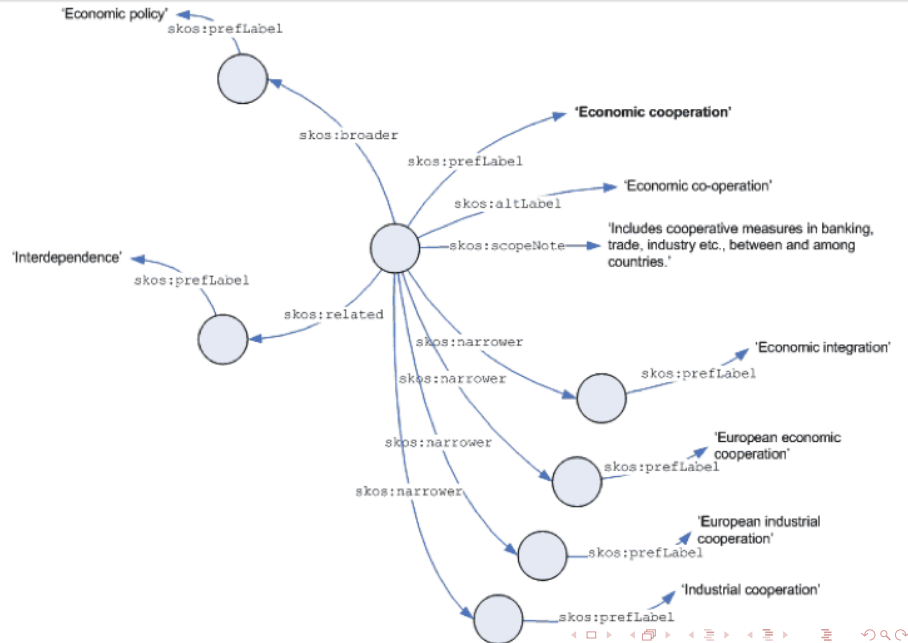 ‘Economic policy’
skos:prefLabel
skos:broader
‘Economic cooperation’
skos:prefLabel
‘Economic co-operation’
skos:altLabel
skos:scopeNote
‘Includes cooperative measures in banking,
trade, industry etc., between and among
countries.’
‘Interdependence’
skos:prefLabel
skos:related
skos:narrower
‘Economic integration’
skos:prefLabel
skos:narrower
‘European economic
cooperation’
skos:prefLabel
skos:narrower
skos:narrower
‘European industrial
cooperation’
skos:prefLabel
‘Industrial cooperation’
skos:prefLabel